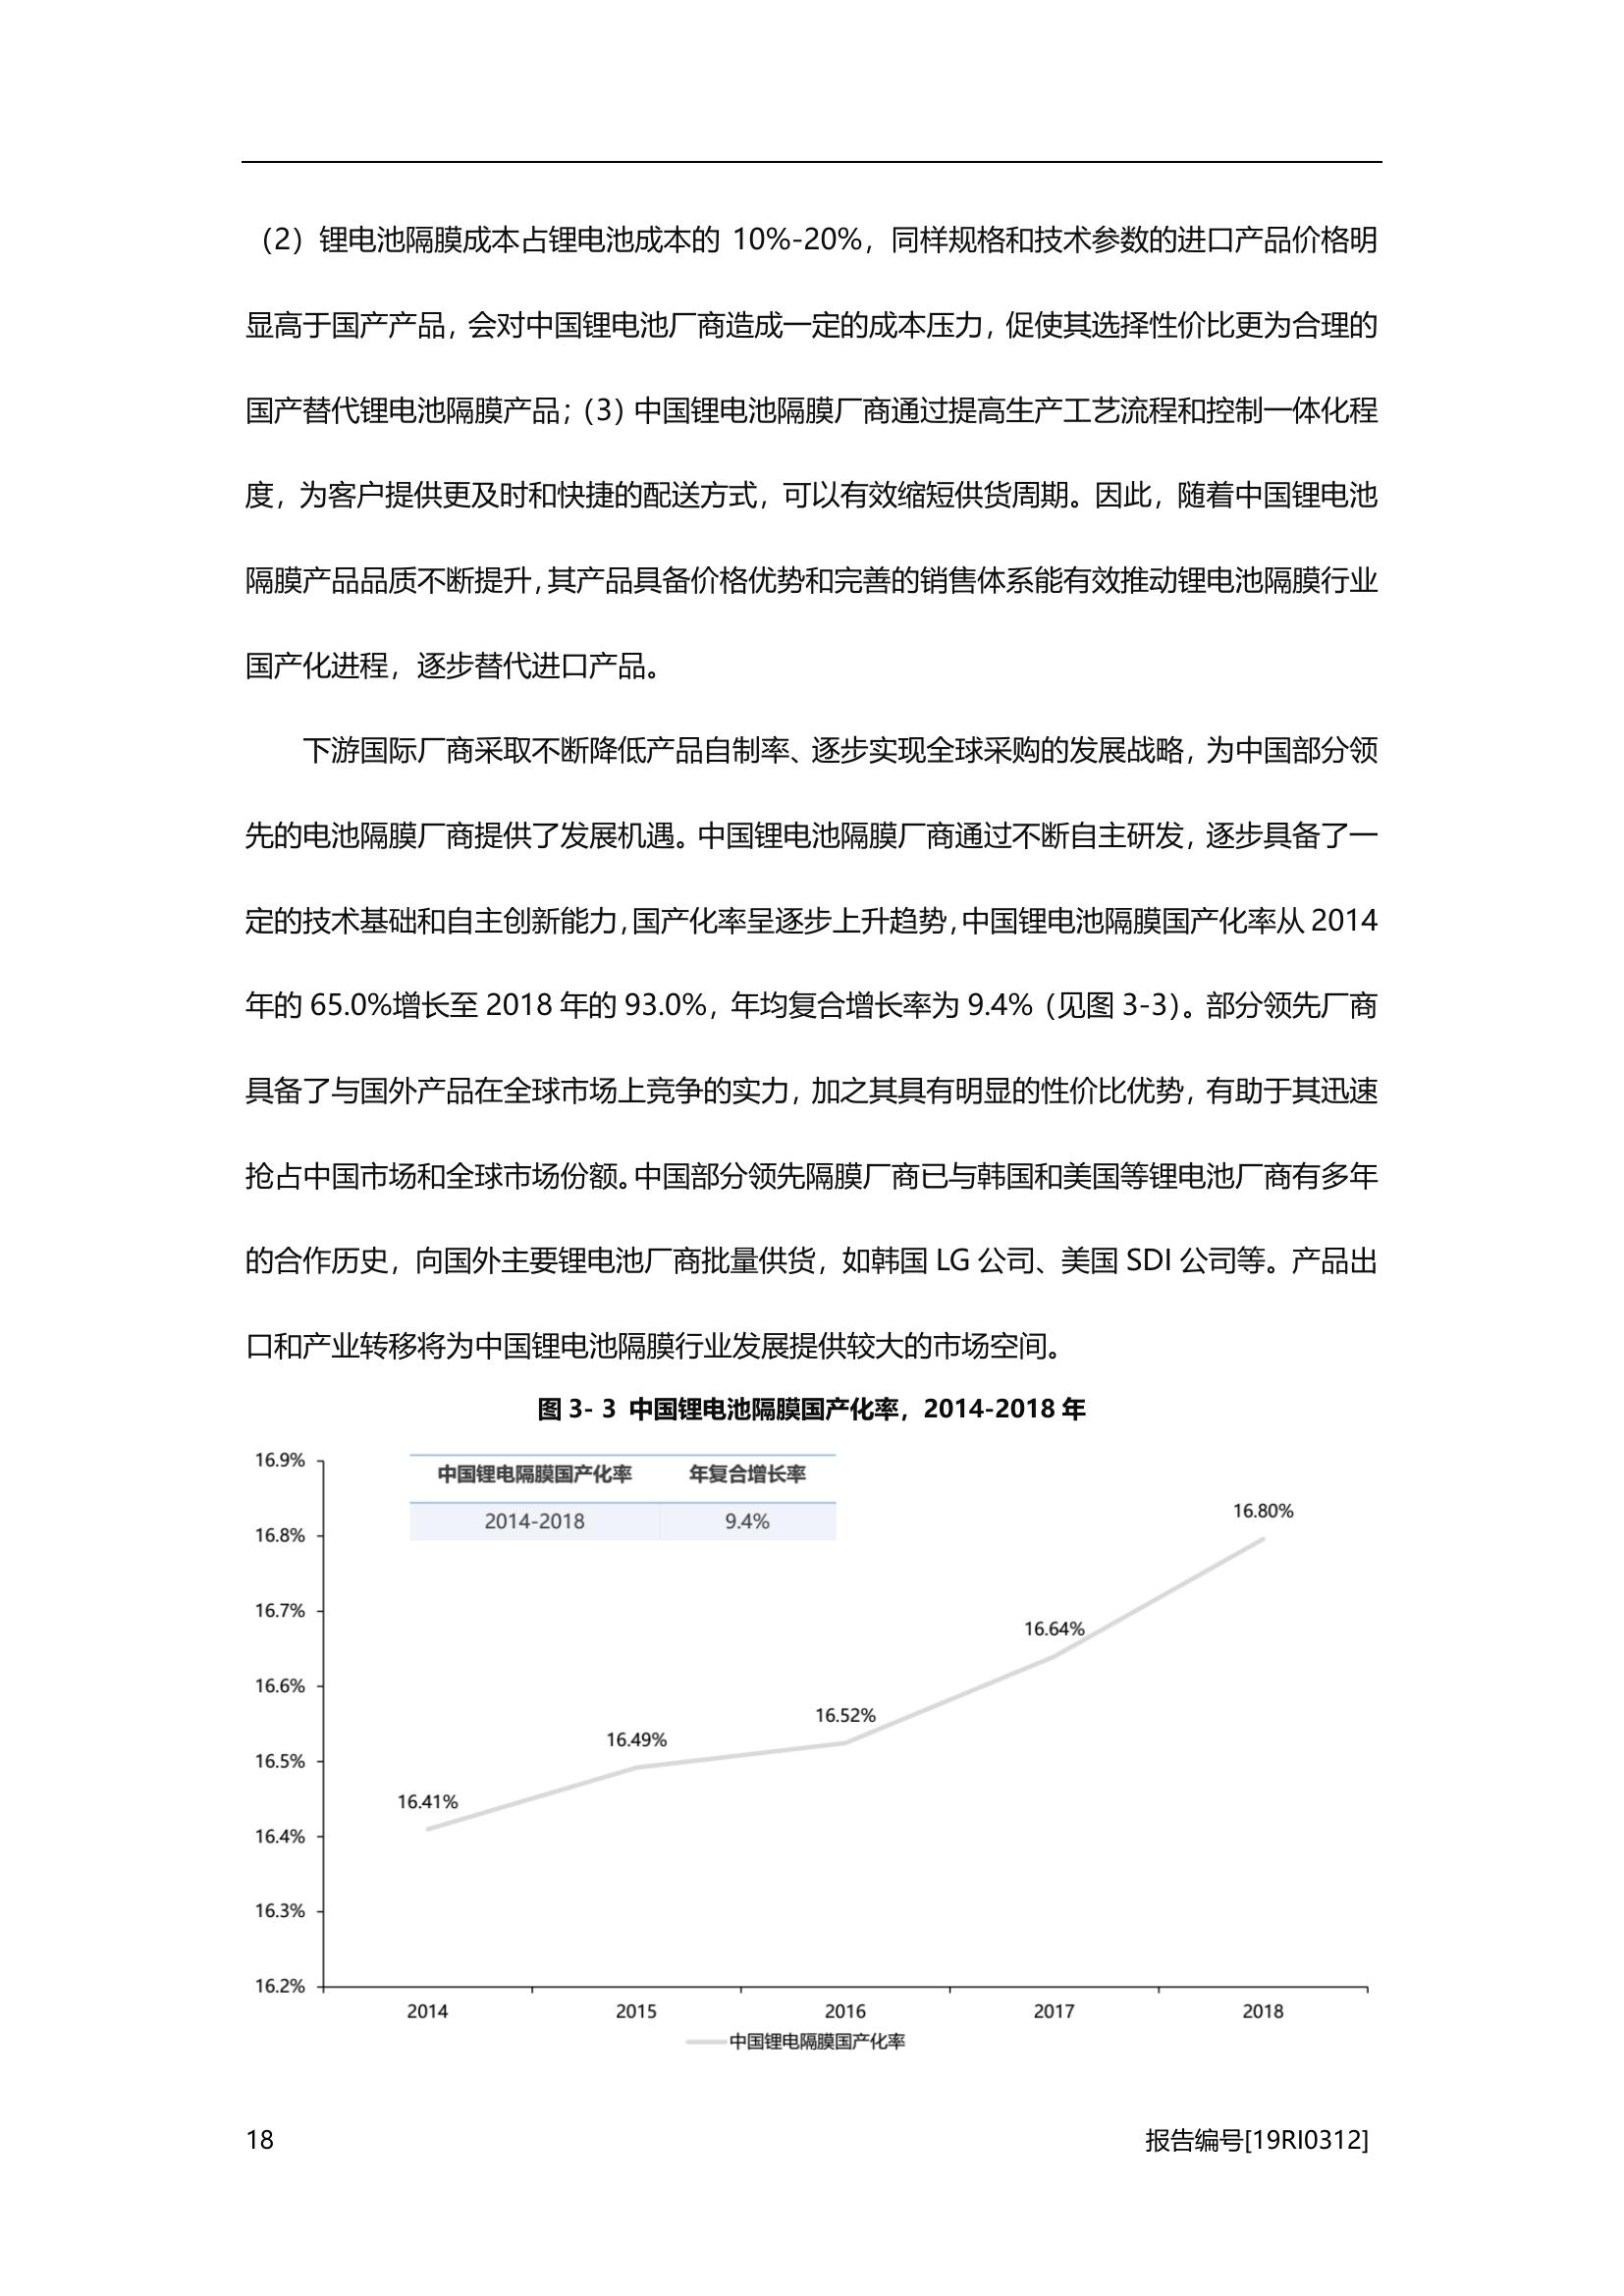 （2）锂电池隔膜成本占锂电池成本的 10%-20%，同样规格和技术参数的进口产品价格明
显高于国产产品，会对中国锂电池厂商造成一定的成本压力，促使其选择性价比更为合理的
国产替代锂电池隔膜产品；（3）中国锂电池隔膜厂商通过提高生产工艺流程和控制一体化程
度，为客户提供更及时和快捷的配送方式，可以有效缩短供货周期。因此，随着中国锂电池
隔膜产品品质不断提升，其产品具备价格优势和完善的销售体系能有效推动锂电池隔膜行业
国产化进程，逐步替代进口产品。
下游国际厂商采取不断降低产品自制率、逐步实现全球采购的发展战略，为中国部分领
先的电池隔膜厂商提供了发展机遇。中国锂电池隔膜厂商通过不断自主研发，逐步具备了一
定的技术基础和自主创新能力，国产化率呈逐步上升趋势，中国锂电池隔膜国产化率从 2014
年的 65.0%增长至 2018 年的 93.0%，年均复合增长率为 9.4%（见图 3-3）。部分领先厂商
具备了与国外产品在全球市场上竞争的实力，加之其具有明显的性价比优势，有助于其迅速
抢占中国市场和全球市场份额。中国部分领先隔膜厂商已与韩国和美国等锂电池厂商有多年
的合作历史，向国外主要锂电池厂商批量供货，如韩国 LG 公司、美国 SDI 公司等。产品出
口和产业转移将为中国锂电池隔膜行业发展提供较大的市场空间。
图 3- 3 中国锂电池隔膜国产化率，2014-2018 年
中国锂电隔膜国产化率 年复合增长率
2014-2018 9.4%
16.9%
16.8%
16.7%
16.6%
16.5%
16.4%
16.3%
16.2%
16.41%
16.49%
16.52%
16.64%
16.80%
2014 2015 2016 2017 2018
中国锂电隔膜国产化率
18 报告编号[19RI0312]